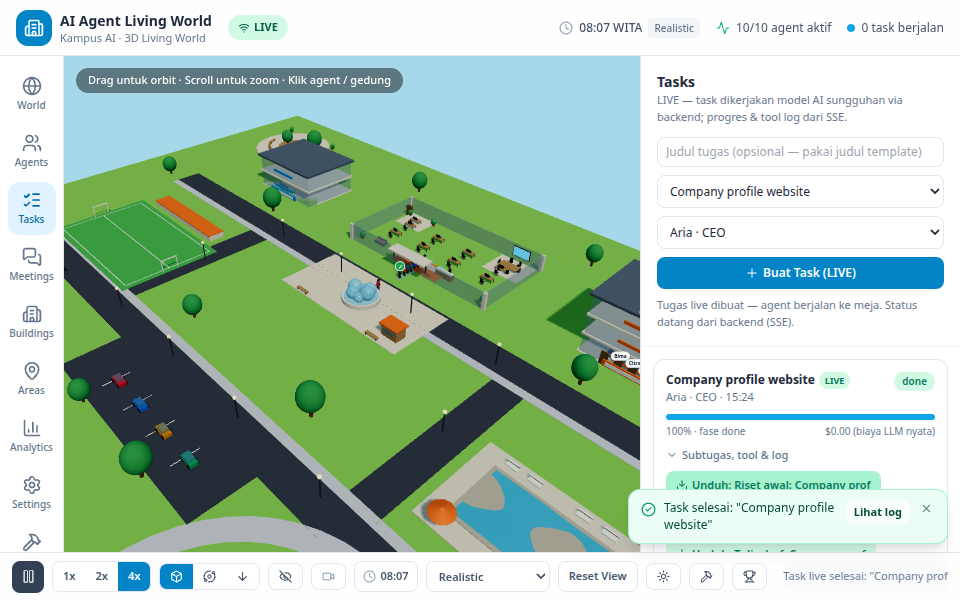 AI Agent Living World
Kampus AI · 3D Living World
LIVE
08:07 WITA
Realistic
10/10 agent aktif
0 task berjalan
World
Agents
Tasks
Meetings
Buildings
Areas
Analytics
Settings
Drag untuk orbit · Scroll untuk zoom · Klik agent / gedung
Bima
Tasks
LIVE — task dikerjakan model AI sungguhan via
backend; progres & tool log dari SSE.
Judul tugas (opsional — pakai judul template)
Company profile website
Aria · CEO
+ Buat Task (LIVE)
Tugas live dibuat — agent berjalan ke meja. Status
datang dari backend (SSE).
Company profile website LIVE
done
Aria · CEO · 15:24
100% · fase done
$0.00 (biaya LLM nyata)
Subtugas, tool & log
Unduh: Riset awal: Company prof
Task selesai: "Company profile
website"
Lihat log
1x
2x
4x
08:07
Realistic
Reset View
Task live selesai: "Company prof